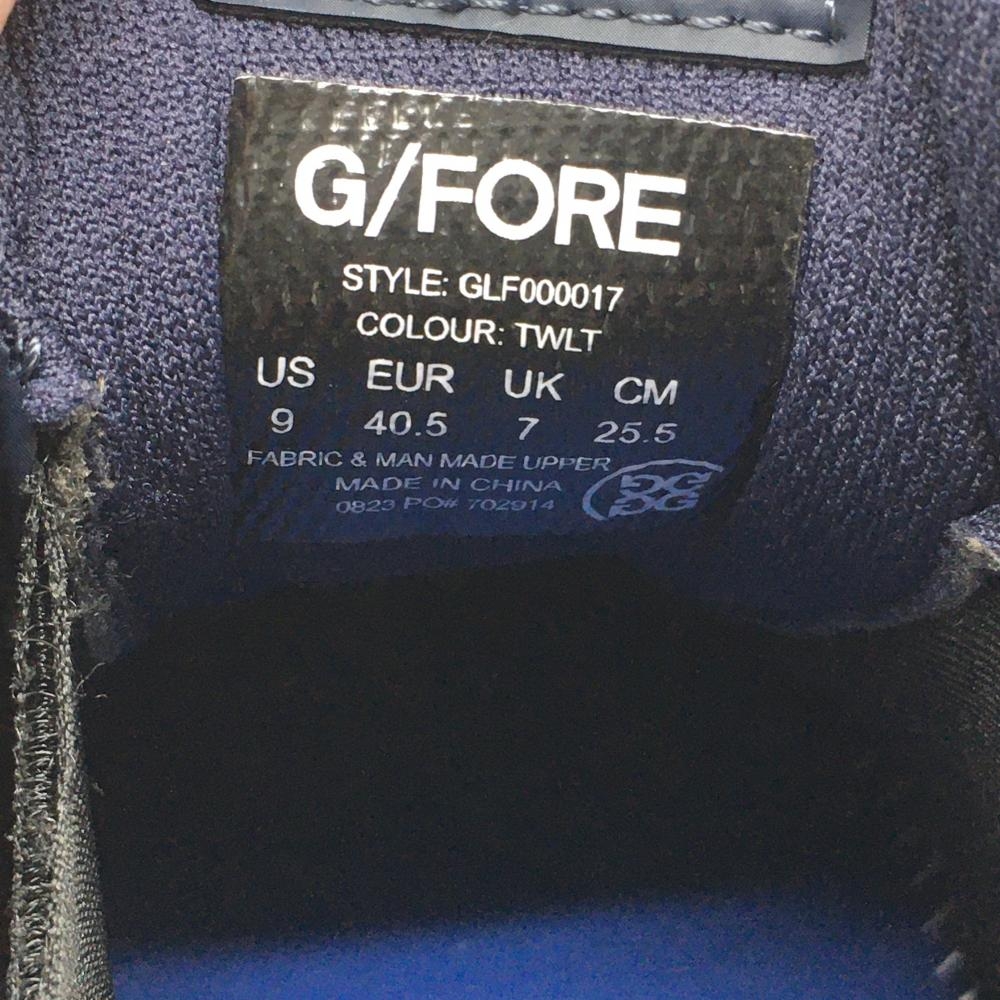 G/FORE
STYLE: GLF000017
COLOUR: TWLT
US EUR UK CM
9 40.5 7 25.5
FABRIC & MAN MADE UPPER
MADE IN CHINA
0823 PO# 702914